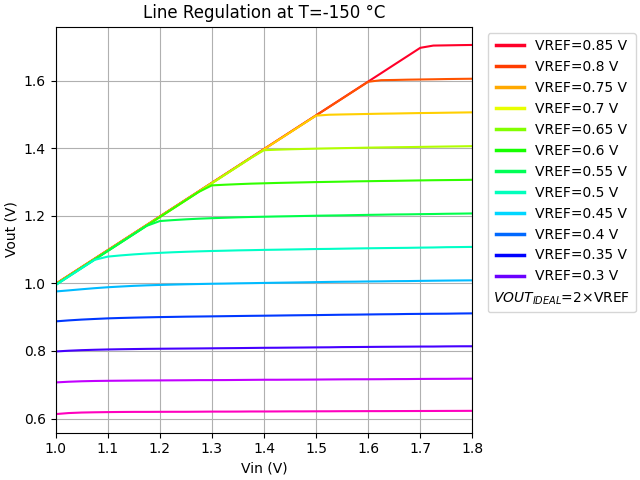 Line Regulation at T=-150 °C
Vout (V)
1.6
1.4
1.2
1.0
0.8
0.6
1.0 1.1 1.2 1.3 1.4 1.5 1.6 1.7 1.8
Vin (V)
VREF=0.85 V
VREF=0.8 V
VREF=0.75 V
VREF=0.7 V
VREF=0.65 V
VREF=0.6 V
VREF=0.55 V
VREF=0.5 V
VREF=0.45 V
VREF=0.4 V
VREF=0.35 V
VREF=0.3 V
VOUT_IDEAL=2×VREF